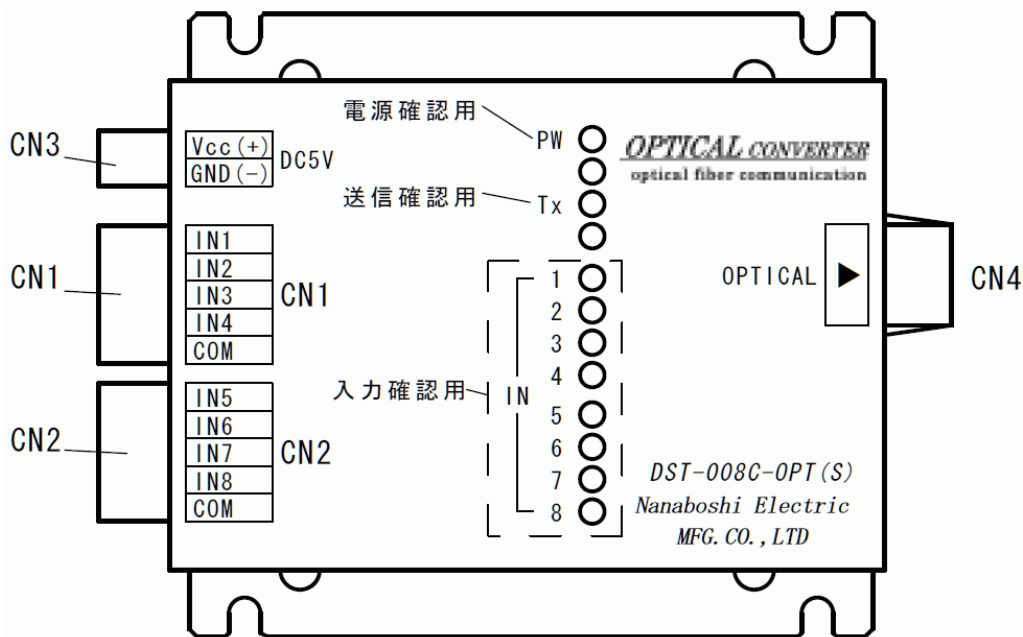 電源確認用
PW
OPTICAL CONVERTER
optical fiber communication
CN3
Vcc(+)
GND(-)
DC5V
送信確認用
Tx
CN1
IN1
IN2
IN3
IN4
COM
CN1
OPTICAL
CN4
入力確認用
IN
1
2
3
4
5
6
7
8
CN2
IN5
IN6
IN7
IN8
COM
CN2
DST-008C-OPT(S)
Nanaboshi Electric
MFG.CO.,LTD